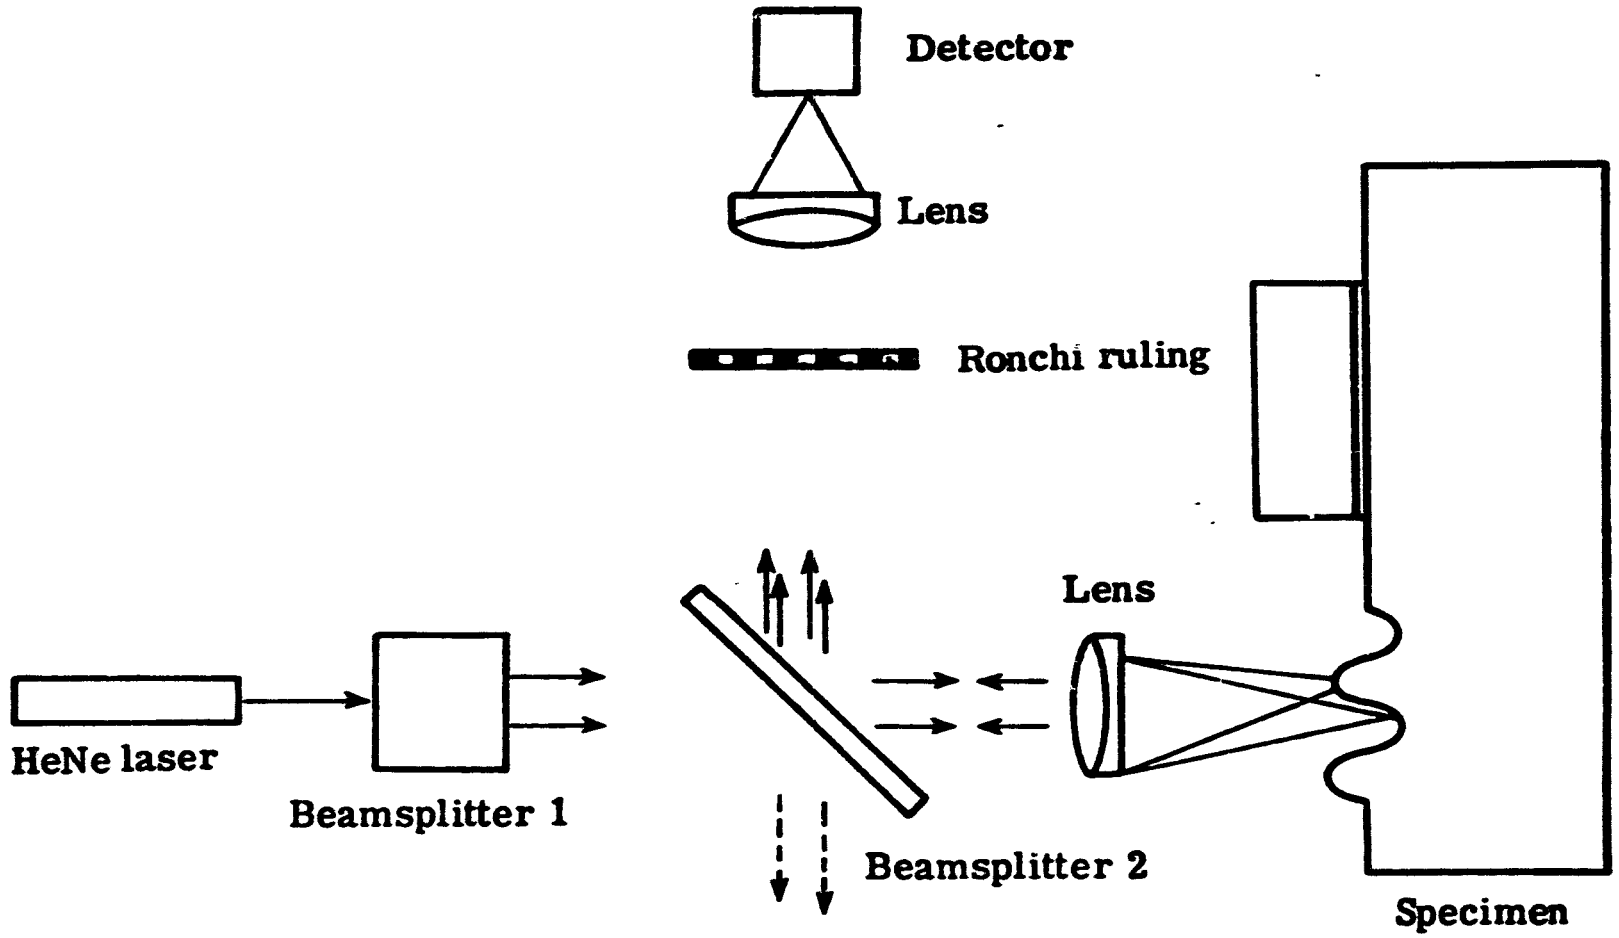 Detector
Lens
Ronchi ruling
Lens
HeNe laser
Beamsplitter 1
Beamsplitter 2
Specimen